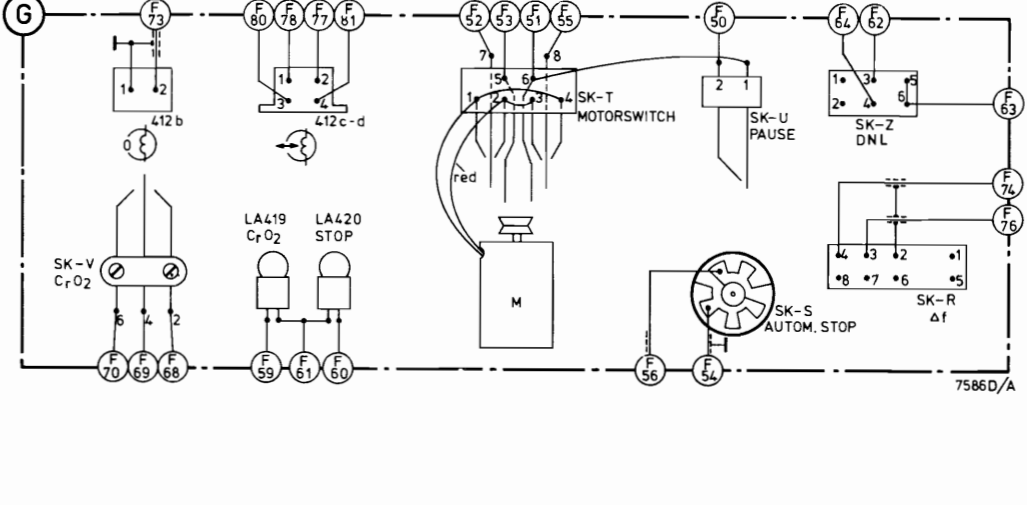 G
F 73
F 80 F 78 F 77 F 81
F 52 F 53 F 51 F 55
F 50
F 64 F 62
7 8
5 6
1 2
1 2
3 4
1 2 3 4
2 1
1 3 5
2 4 6
412b
412c-d
SK-T
MOTORSWITCH
SK-U
PAUSE
SK-Z
DNL
F 63
0
red
F 74
F 76
LA419
CrO2
LA420
STOP
SK-V
CrO2
M
4 3 2 1
8 7 6 5
SK-R
Δf
SK-S
AUTOM. STOP
6 4 2
F 70 F 69 F 68
F 59 F 61 F 60
F 56
F 54
7586D/A